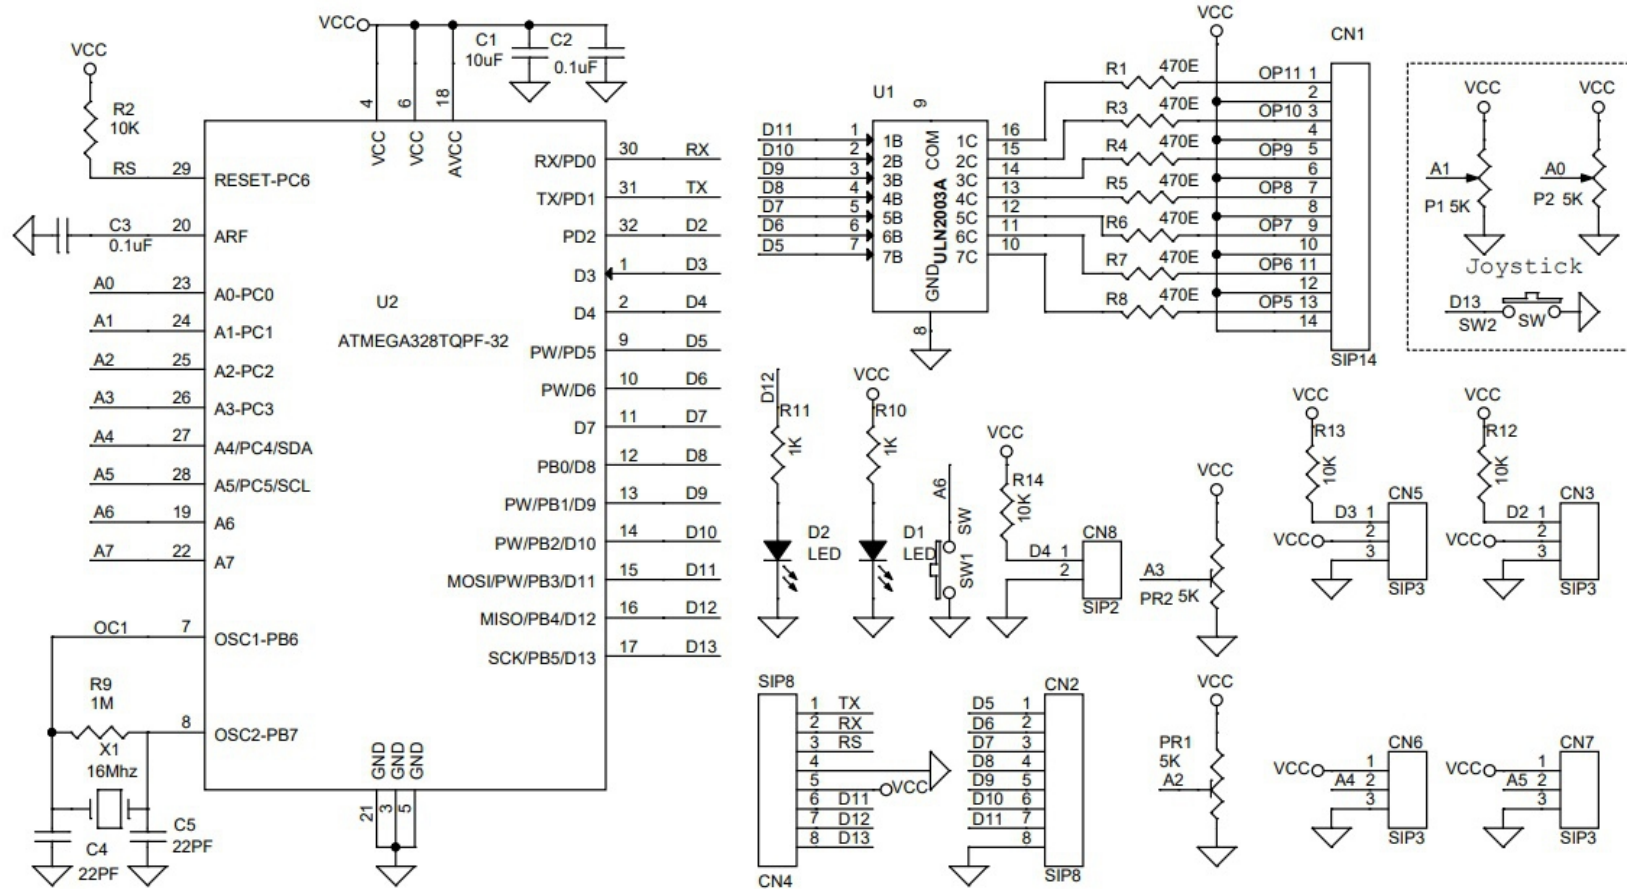 VCC
R2
10K
RS 29 RESET-PC6
C3
0.1uF
20 ARF
A0 23 A0-PC0
A1 24 A1-PC1
A2 25 A2-PC2
A3 26 A3-PC3
A4 27 A4/PC4/SDA
A5 28 A5/PC5/SCL
A6 19 A6
A7 22 A7
OC1 7 OSC1-PB6
R9
1M
8 OSC2-PB7
X1
16Mhz
C4
22PF
C5
22PF
VCC
C1
10uF
C2
0.1uF
4 6 18
VCC VCC AVCC
U2
ATMEGA328TQPF-32
GND GND GND
21 3 5
RX/PD0 30 RX
TX/PD1 31 TX
PD2 32 D2
D3 1 D3
D4 2 D4
PW/PD5 9 D5
PW/D6 10 D6
D7 11 D7
PB0/D8 12 D8
PW/PB1/D9 13 D9
PW/PB2/D10 14 D10
MOSI/PW/PB3/D11 15 D11
MISO/PB4/D12 16 D12
SCK/PB5/D13 17 D13
U1
9
COM
ULN2003A
GND
8
D11 1 1B 1C 16
D10 2 2B 2C 15
D9 3 3B 3C 14
D8 4 4B 4C 13
D7 5 5B 5C 12
D6 6 6B 6C 11
D5 7 7B 7C 10
VCC
CN1
R1 470E OP11 1
2
R3 470E OP10 3
4
R4 470E OP9 5
6
R5 470E OP8 7
8
R6 470E OP7 9
10
R7 470E OP6 11
12
R8 470E OP5 13
14
SIP14
VCC VCC
A1 A0
P1 5K P2 5K
Joystick
D13
SW2 SW
D12
R11
1K
D2
LED
VCC
R10
1K
D1
LED
A6
SW
SW1
VCC
R14
10K
CN8
D4 1
2
SIP2
VCC
A3
PR2 5K
VCC
R13
10K
CN5
D3 1
VCC 2
3
SIP3
VCC
R12
10K
CN3
D2 1
VCC 2
3
SIP3
SIP8
1 TX
2 RX
3 RS
4
5 VCC
6 D11
7 D12
8 D13
CN4
CN2
D5 1
D6 2
D7 3
D8 4
D9 5
D10 6
D11 7
8
SIP8
VCC
PR1
5K
A2
CN6
VCC 1
A4 2
3
SIP3
CN7
VCC 1
A5 2
3
SIP3